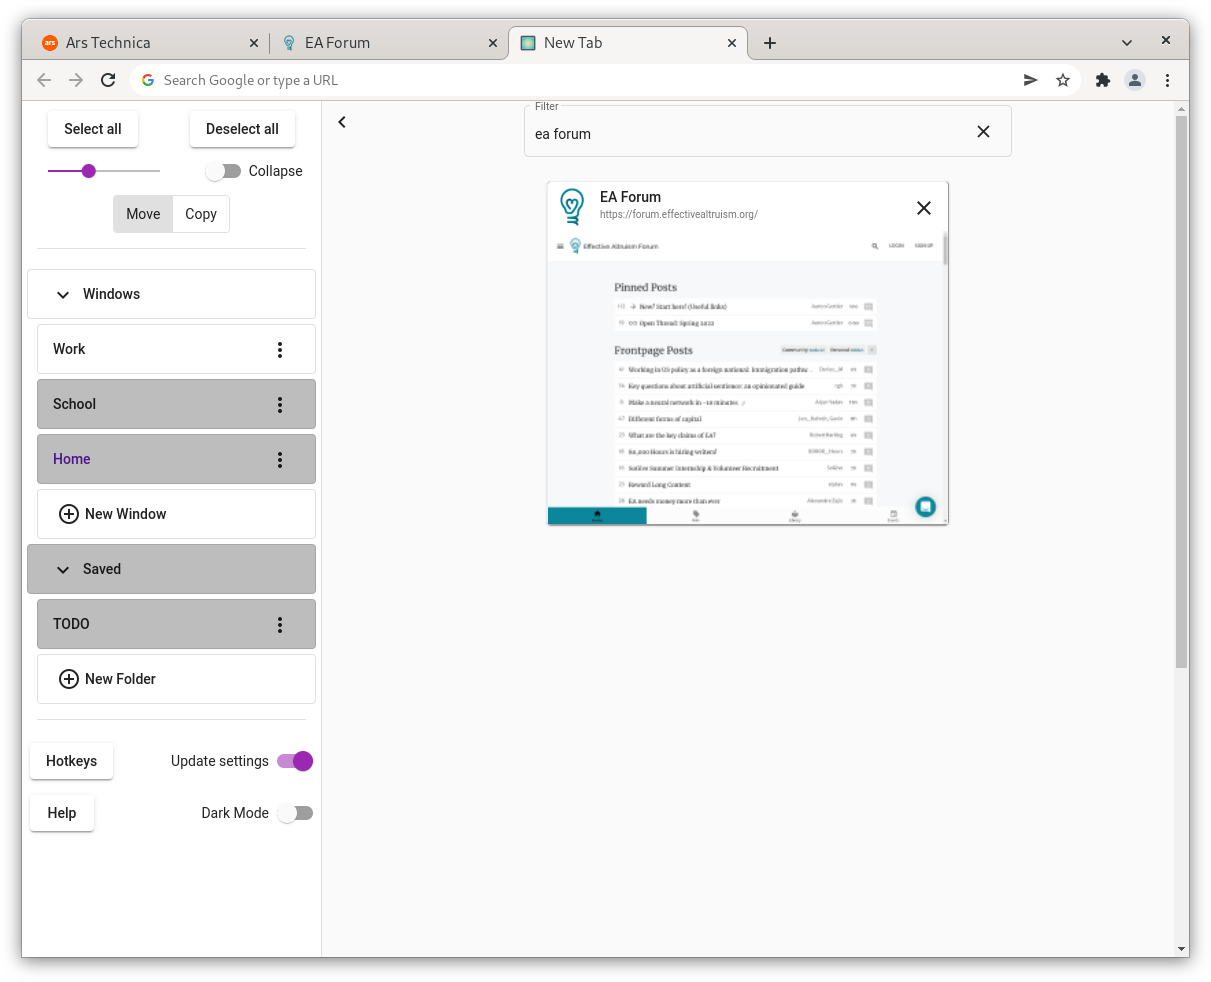 Ars Technica
EA Forum
New Tab
Search Google or type a URL
Select all
Deselect all
Collapse
Move
Copy
Windows
Work
School
Home
New Window
Saved
TODO
New Folder
Hotkeys
Update settings
Help
Dark Mode
Filter
ea forum
EA Forum
https://forum.effectivealtruism.org/
Effective Altruism Forum
LOGIN
SIGN UP
Pinned Posts
New? Start here! (Useful links)
Open Thread: Spring 2022
Frontpage Posts
Working in US policy as a foreign national: immigration pathw...
Key questions about artificial sentience: an opinionated guide
Make a neural network in ~10 minutes
Different forms of capital
What are the key claims of EA?
80,000 Hours is hiring writers!
SoGive Summer Internship & Volunteer Recruitment
Reward Long Content
EA needs money more than ever